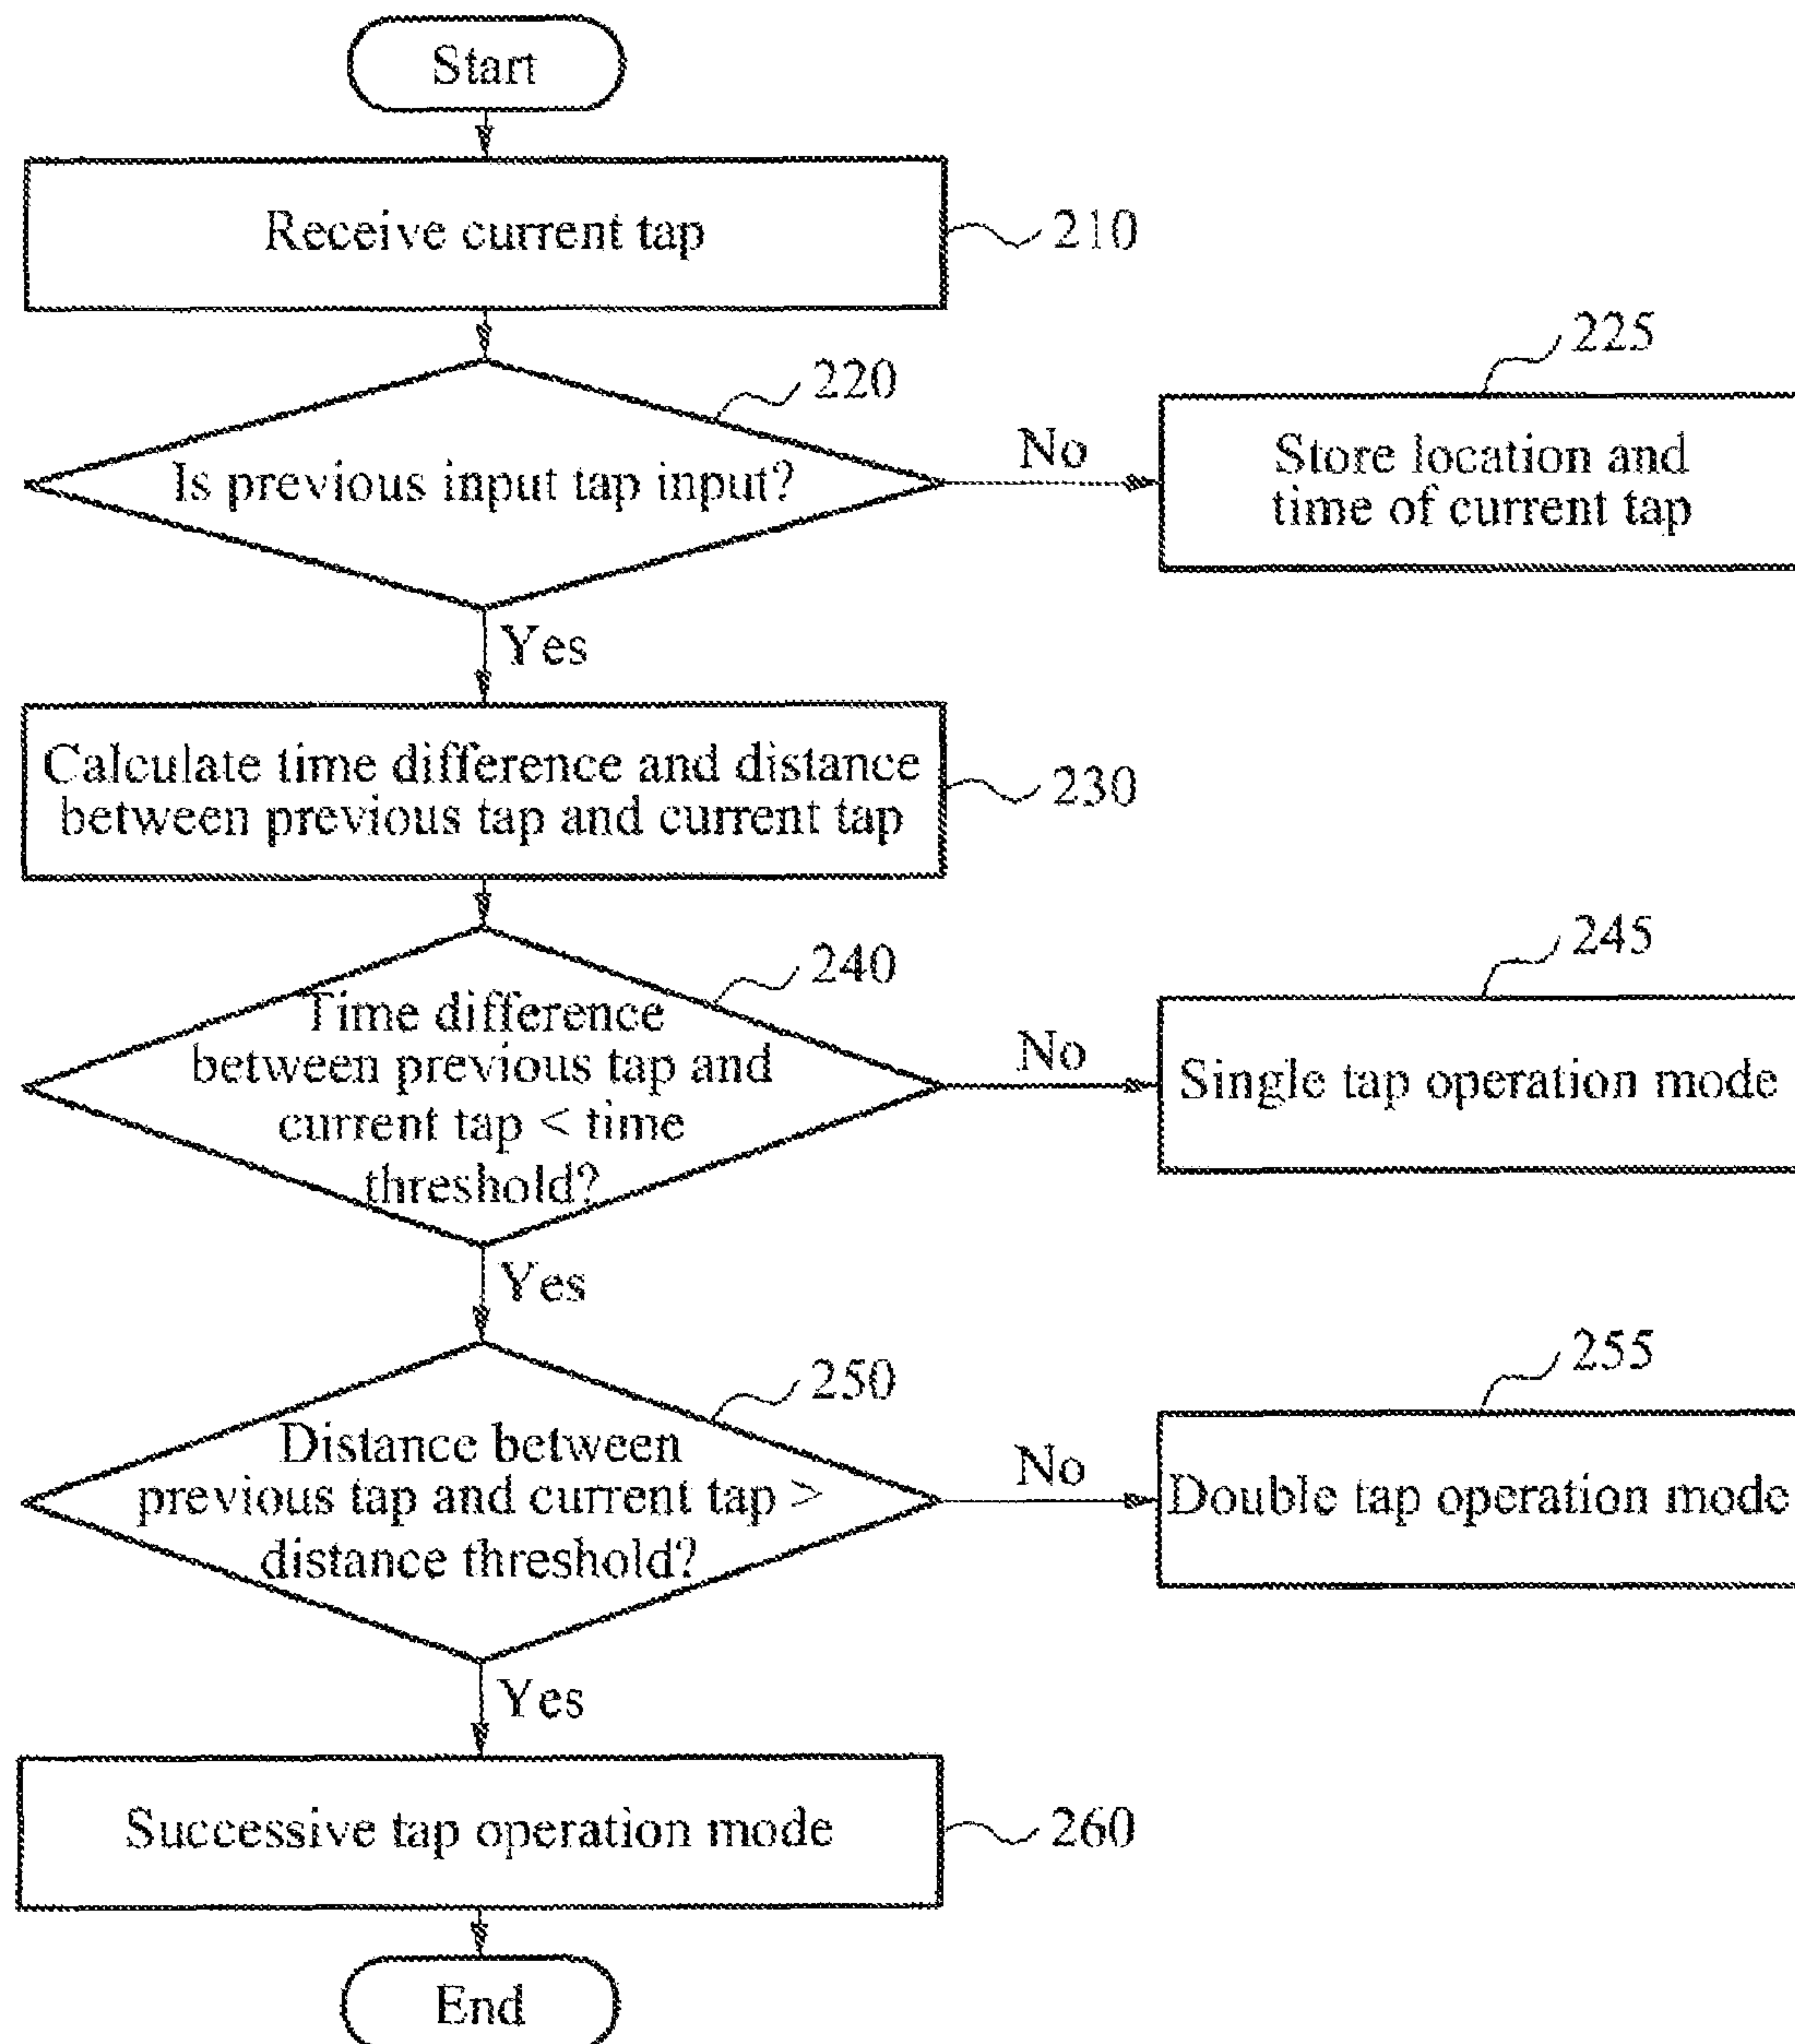 Start
Receive current tap
210
220
Is previous input tap input?
No
225
Store location and
time of current tap
Yes
Calculate time difference and distance
between previous tap and current tap
230
240
Time difference
between previous tap and
current tap < time
threshold?
No
245
Single tap operation mode
Yes
250
Distance between
previous tap and current tap >
distance threshold?
No
255
Double tap operation mode
Yes
Successive tap operation mode
260
End